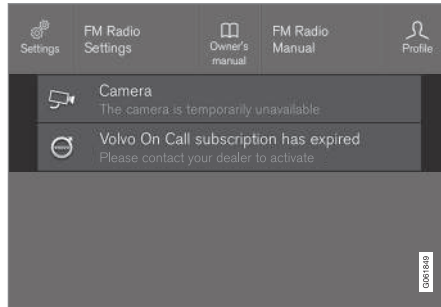 Settings
FM Radio
Settings
Owner's
manual
FM Radio
Manual
Profile
Camera
The camera is temporarily unavailable
Volvo On Call subscription has expired
Please contact your dealer to activate
G061849